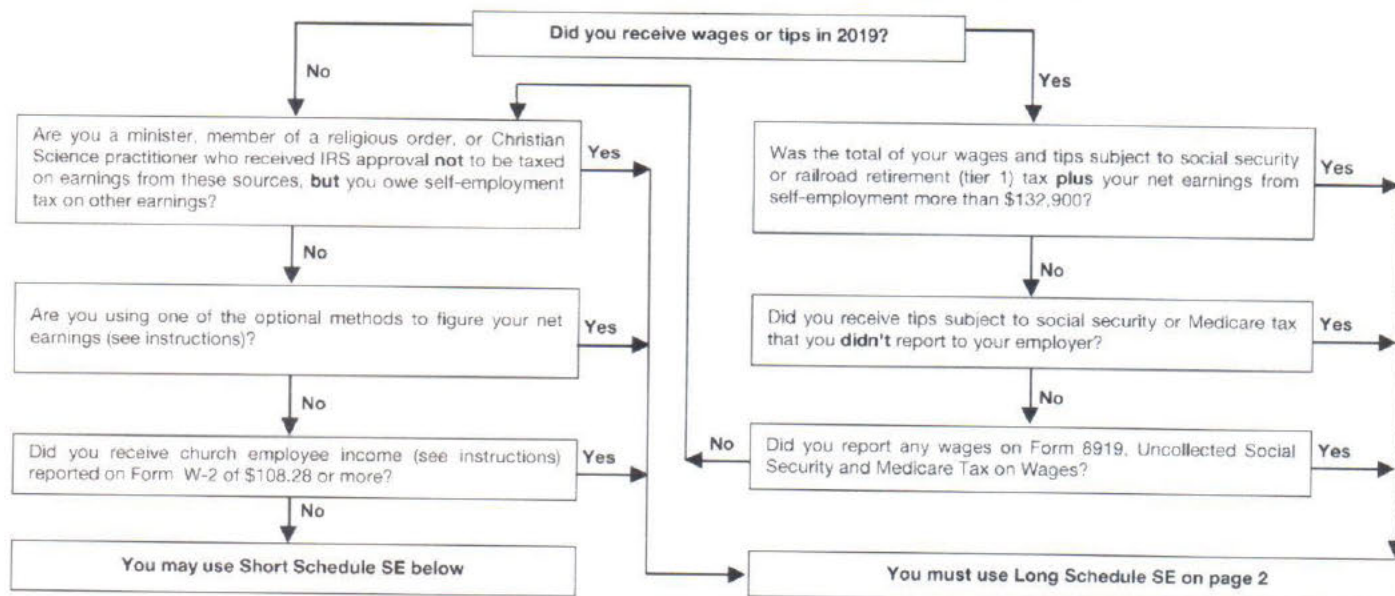 Did you receive wages or tips in 2019?
No
Yes
Are you a minister, member of a religious order, or Christian
Science practitioner who received IRS approval not to be taxed
on earnings from these sources, but you owe self-employment
tax on other earnings?
Yes
Was the total of your wages and tips subject to social security
or railroad retirement (tier 1) tax plus your net earnings from
self-employment more than $132,900?
Yes
No
No
Are you using one of the optional methods to figure your net
earnings (see instructions)?
Yes
Did you receive tips subject to social security or Medicare tax
that you didn't report to your employer?
Yes
No
No
Did you receive church employee income (see instructions)
reported on Form W-2 of $108.28 or more?
Yes
No
Did you report any wages on Form 8919, Uncollected Social
Security and Medicare Tax on Wages?
Yes
No
You may use Short Schedule SE below
You must use Long Schedule SE on page 2